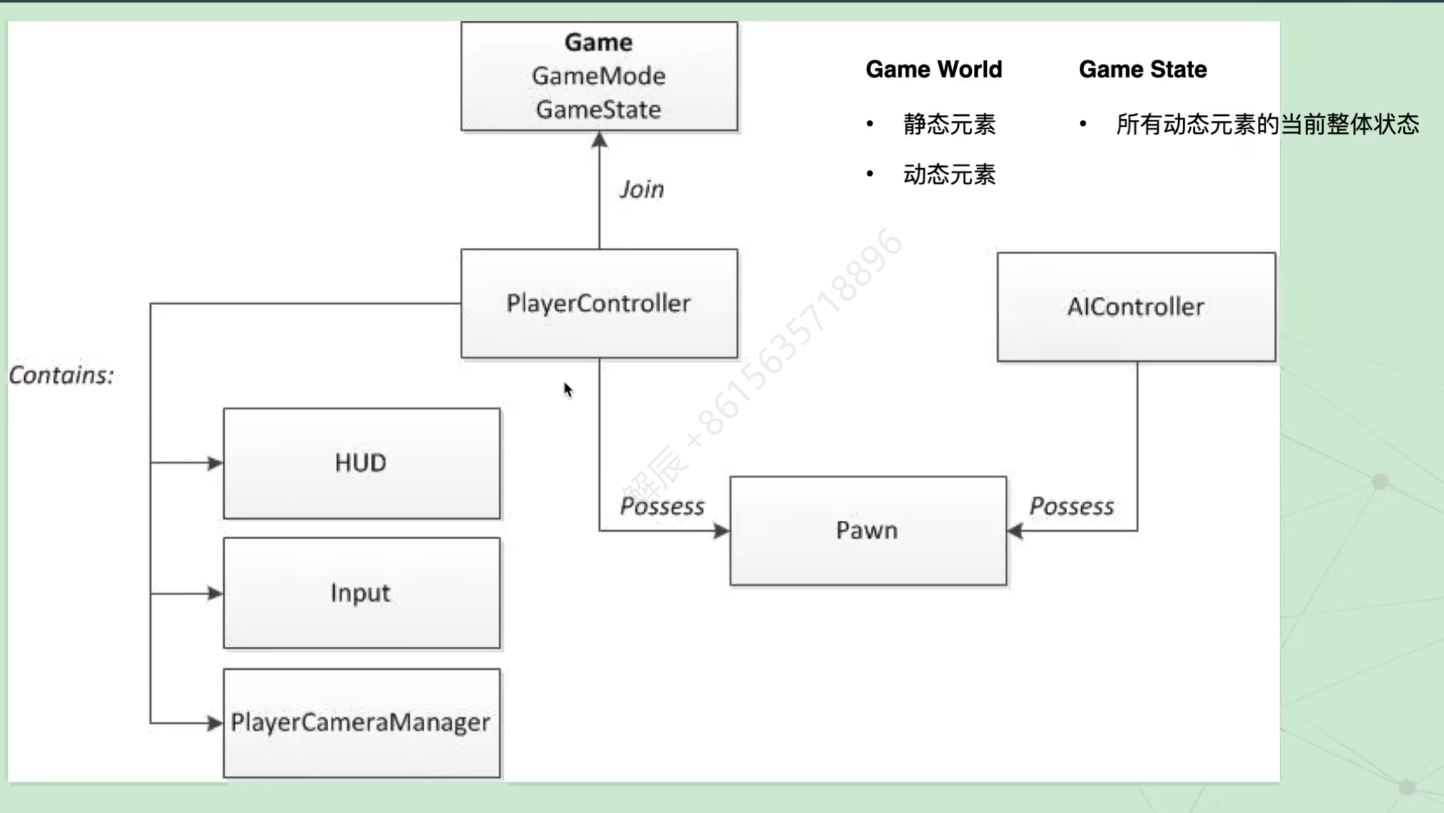 Game
GameMode
GameState
Game World
• 静态元素
• 动态元素
Game State
• 所有动态元素的当前整体状态
Join
PlayerController
AIController
Contains:
HUD
Input
PlayerCameraManager
Possess
Pawn
Possess
解辰 +8615635718896